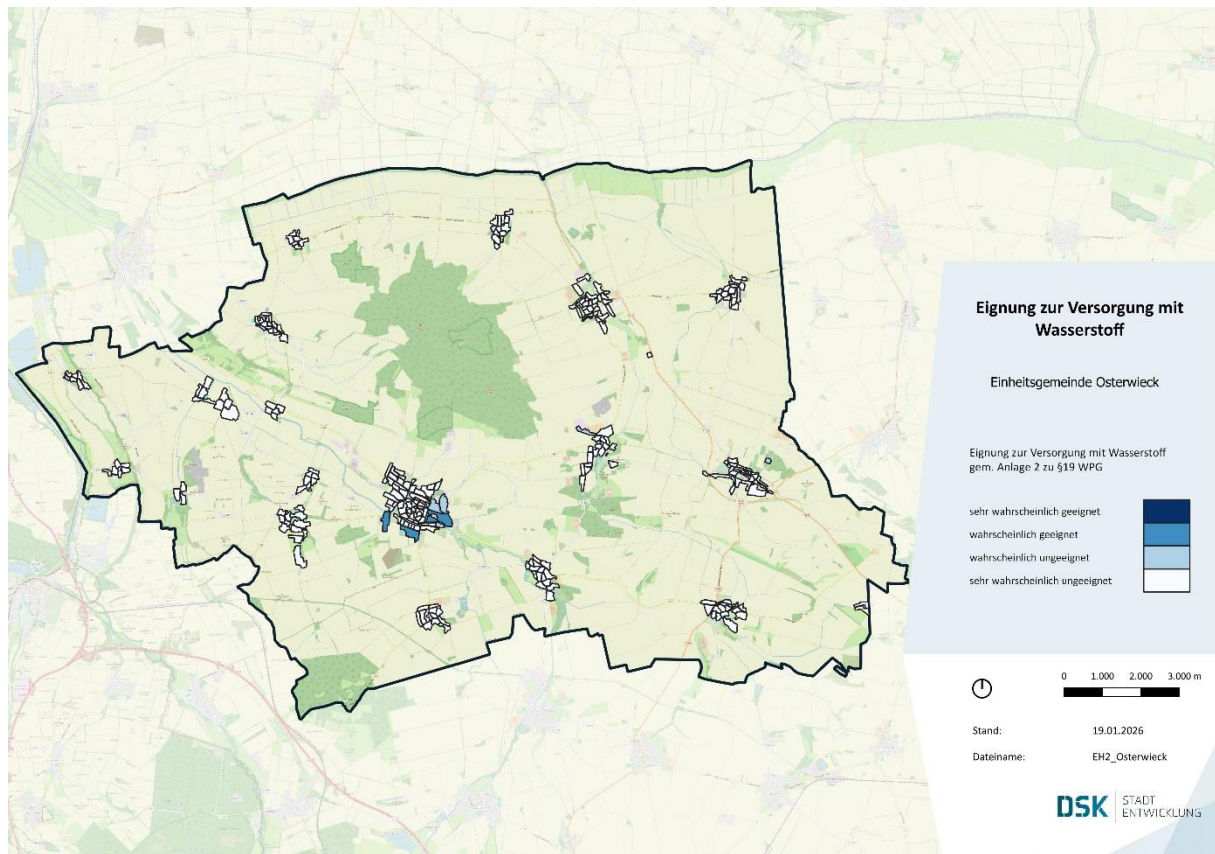 Eignung zur Versorgung mit
Wasserstoff
Einheitsgemeinde Osterwieck
Eignung zur Versorgung mit Wasserstoff
gem. Anlage 2 zu §19 WPG
sehr wahrscheinlich geeignet
wahrscheinlich geeignet
wahrscheinlich ungeeignet
sehr wahrscheinlich ungeeignet
0 1.000 2.000 3.000 m
Stand: 19.01.2026
Dateiname: EH2_Osterwieck
DSK STADT
ENTWICKLUNG